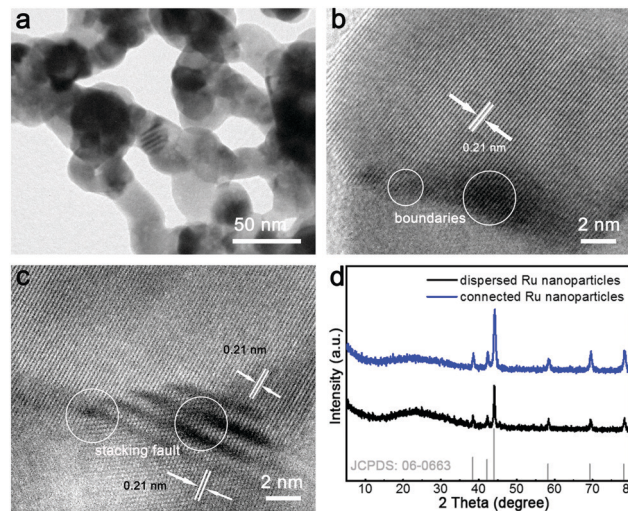 a
50 nm
b
0.21 nm
boundaries
2 nm
c
0.21 nm
stacking fault
0.21 nm
2 nm
d
dispersed Ru nanoparticles
connected Ru nanoparticles
Intensity (a.u.)
JCPDS: 06-0663
10 20 30 40 50 60 70 80
2 Theta (degree)